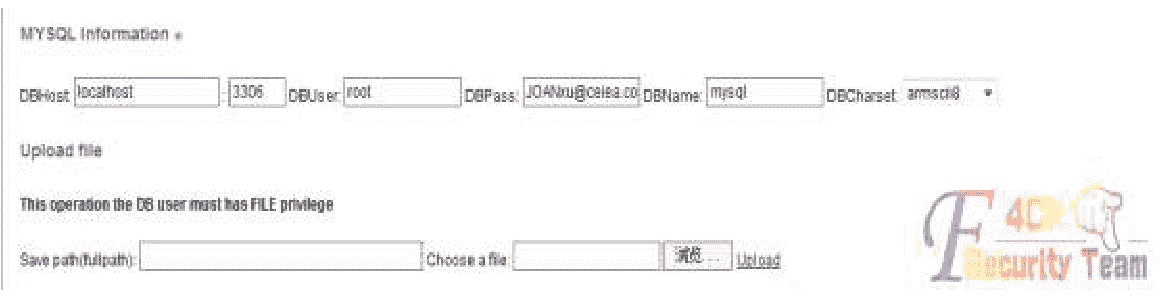 MYSQL Information »
DBHost: localhost : 3306 DBUser: root DBPass: JOANxu@celea.co DBName: mysql DBCharset: armscii8
Upload file
This operation the DB user must has FILE privilege
Save path(fullpath): Choose a file: 浏览... Upload
F4C
Security Team